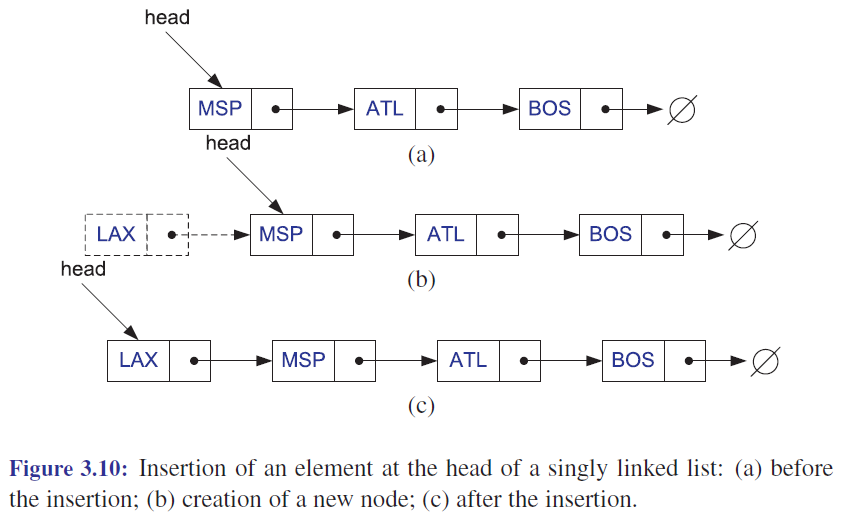 head
MSP ATL BOS ∅
(a)
head
LAX MSP ATL BOS ∅
(b)
head
LAX MSP ATL BOS ∅
(c)
Figure 3.10: Insertion of an element at the head of a singly linked list: (a) before
the insertion; (b) creation of a new node; (c) after the insertion.